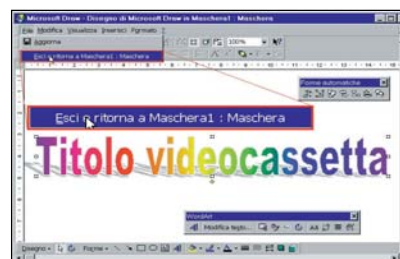 Microsoft Draw - Disegno di Microsoft Draw in Maschera1 : Maschera
File Modifica Visualizza Inserisci Formato ?
Aggiorna 100%
Esci e ritorna a Maschera1 : Maschera
Forme automatiche
Esci e ritorna a Maschera1 : Maschera
Titolo videocassetta
WordArt
Modifica testo...
Disegno Forme